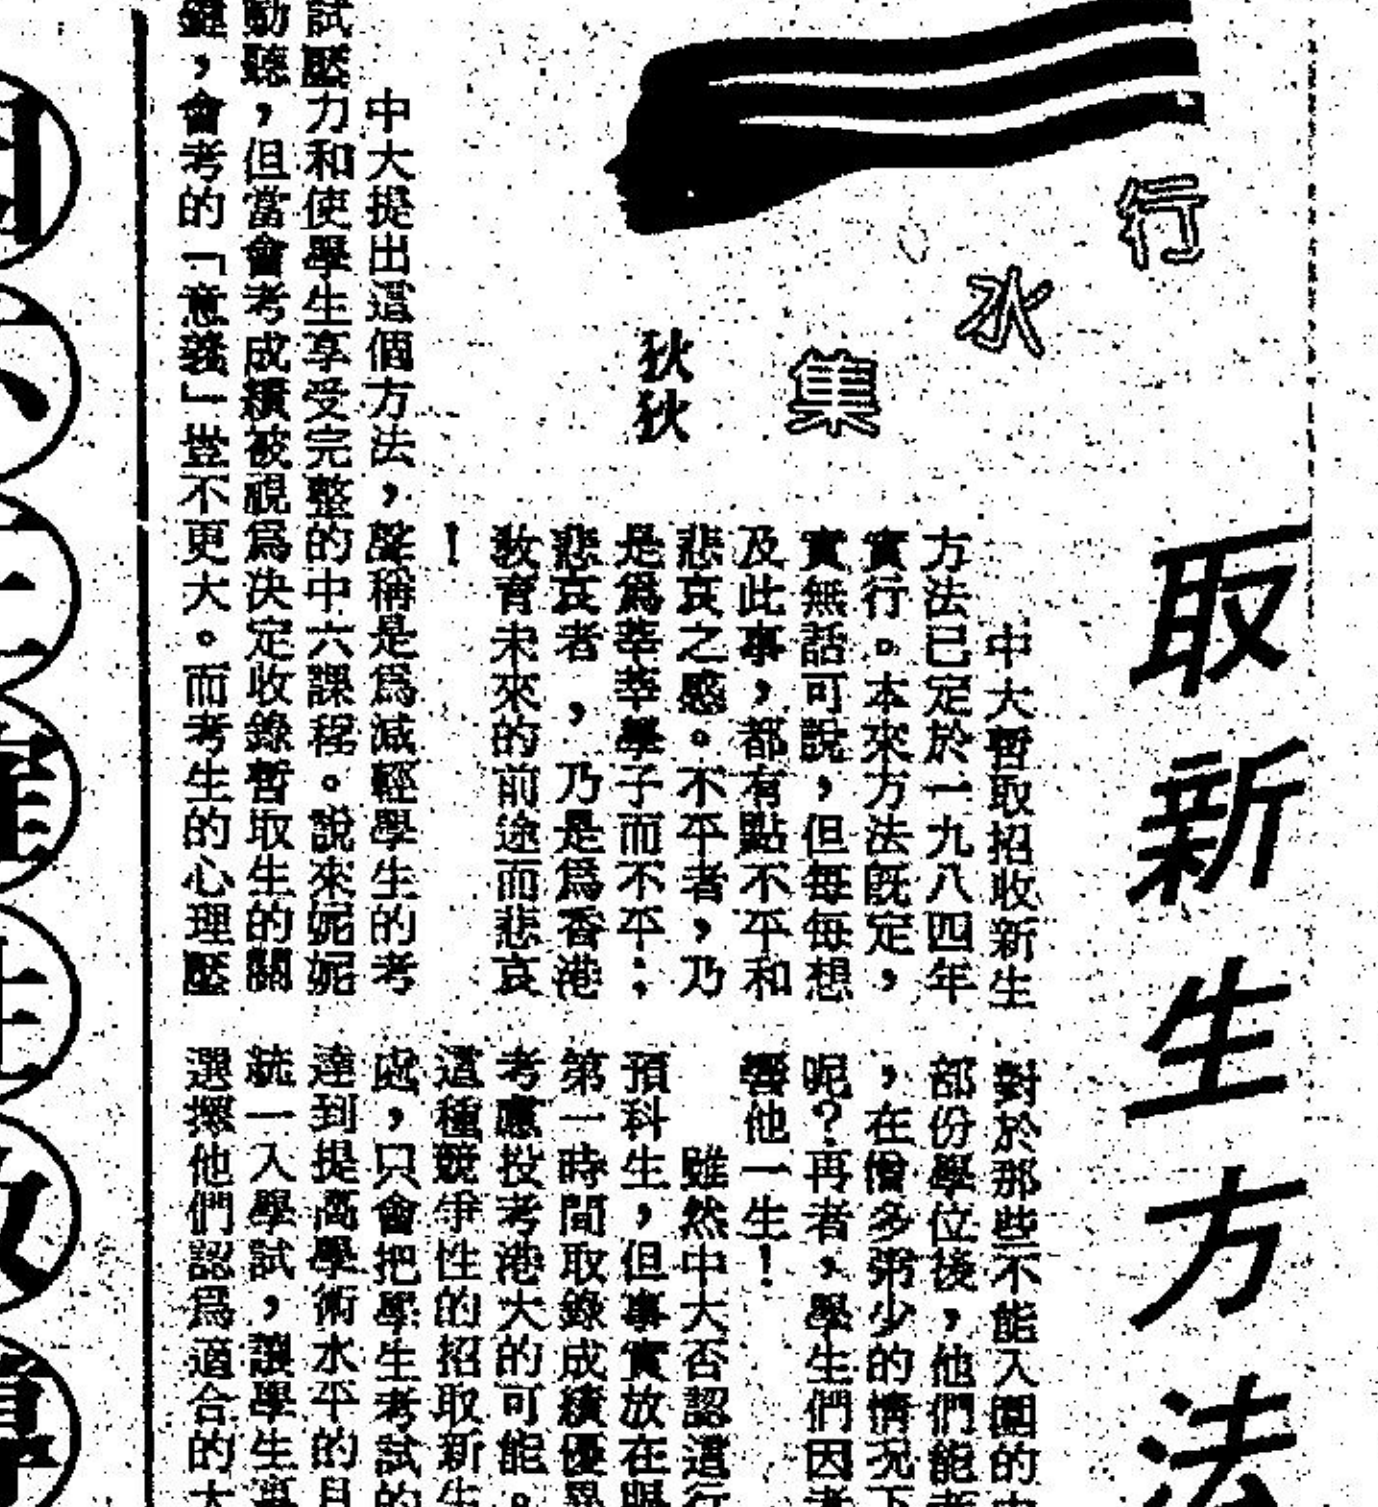 取新生方法
行水集
狄狄
中大暫取招收新生
方法已定於一九八四年
實行。本來方法既定，
實無話可說，但每每想
及此事，都有點不平和
悲哀之感。不平者，乃
是爲莘莘學子而不平；
悲哀者，乃是爲香港
教育未來的前途而悲哀
！
中大提出這個方法，聲稱是爲減輕學生的考
試壓力和使學生享受完整的中六課程。說來娓娓
動聽，但當會考成績被視爲決定收錄暫取生的關
鍵，會考的「意義」豈不更大。而考生的心理壓
對於那些不能入圍的中
部份學位後，他們能考
，在僧多粥少的情況下
呢？再者，學生們因考
響他一生！
雖然中大否認這行
預科生，但事實放在眼
第一時間取錄成績優異
考慮投考港大的可能。
這種競爭性的招取新生
處，只會把學生考試的
達到提高學術水平的目
統一入學試，讓學生專
選擇他們認爲適合的大